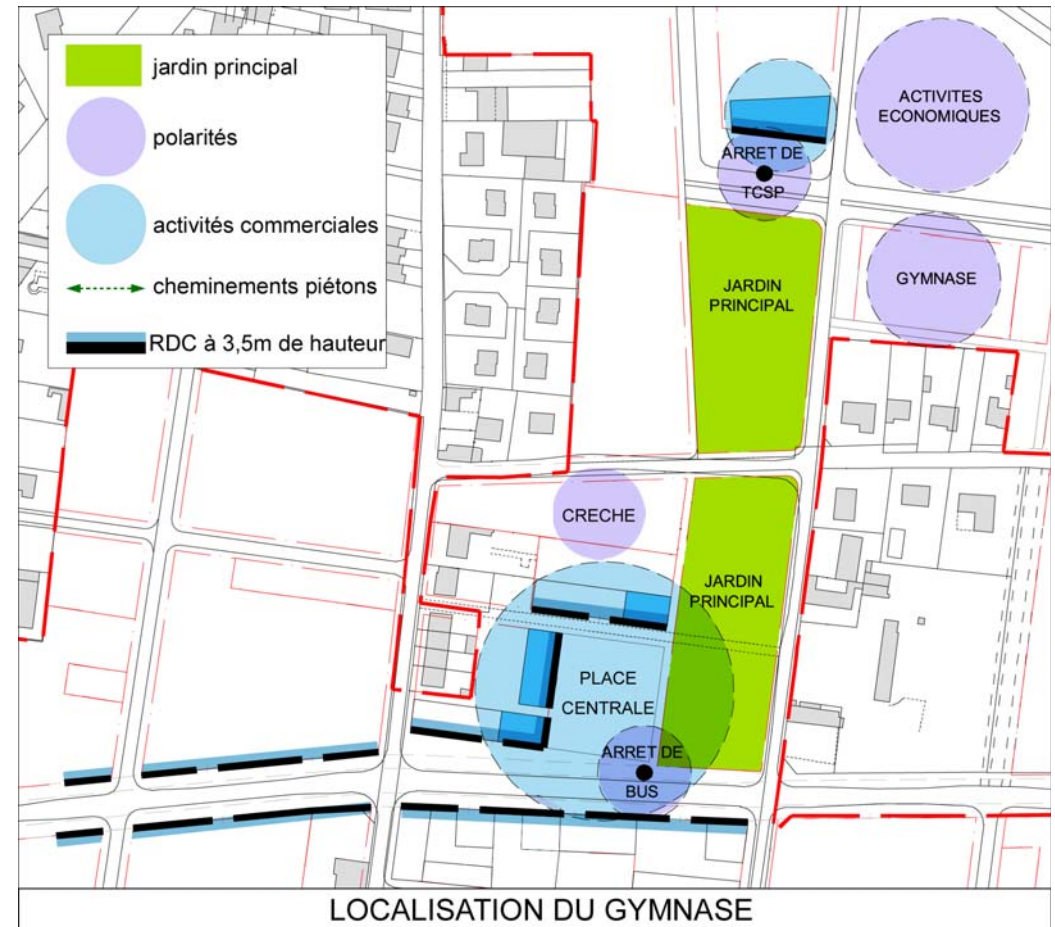 jardin principal
polarités
activités commerciales
cheminements piétons
RDC à 3,5m de hauteur
ACTIVITES
ECONOMIQUES
ARRET DE
TCSP
GYMNASE
JARDIN
PRINCIPAL
CRECHE
JARDIN
PRINCIPAL
PLACE
CENTRALE
ARRET DE
BUS
LOCALISATION DU GYMNASE